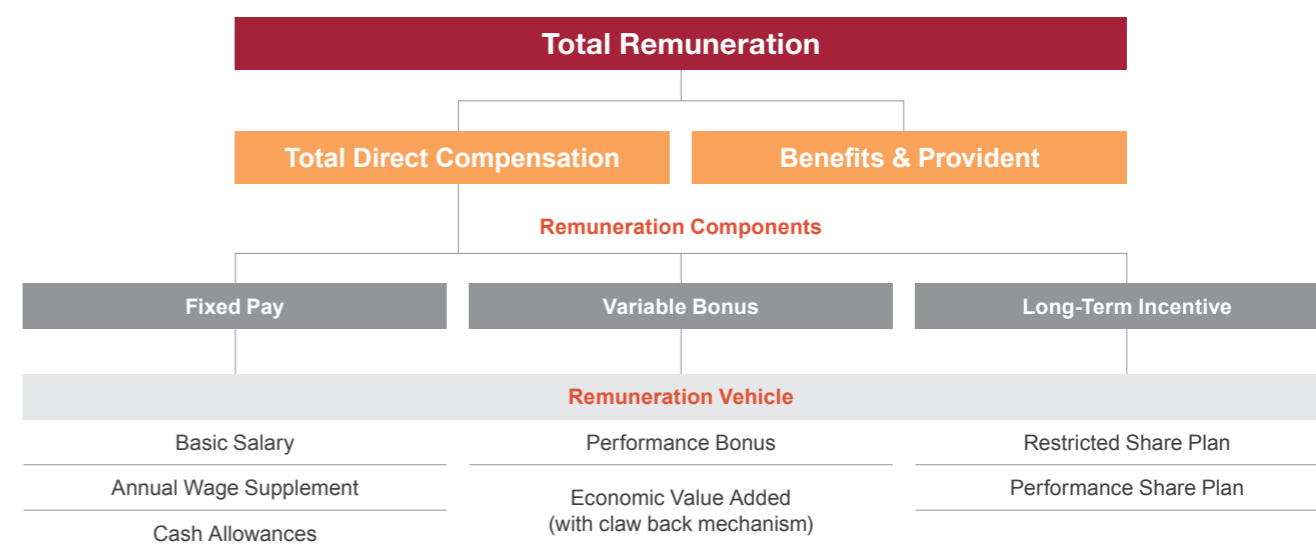 Total Remuneration
Total Direct Compensation
Benefits & Provident
Remuneration Components
Fixed Pay
Variable Bonus
Long-Term Incentive
Remuneration Vehicle
Basic Salary
Performance Bonus
Restricted Share Plan
Annual Wage Supplement
Economic Value Added
(with claw back mechanism)
Performance Share Plan
Cash Allowances